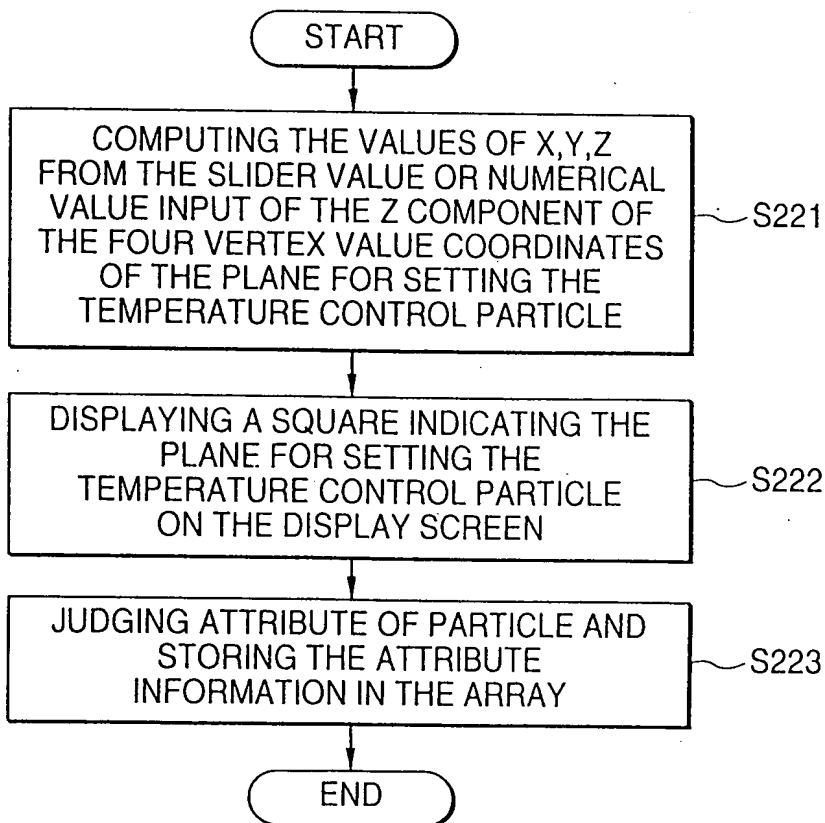 START
COMPUTING THE VALUES OF X,Y,Z
FROM THE SLIDER VALUE OR NUMERICAL
VALUE INPUT OF THE Z COMPONENT OF
THE FOUR VERTEX VALUE COORDINATES
OF THE PLANE FOR SETTING THE
TEMPERATURE CONTROL PARTICLE
S221
DISPLAYING A SQUARE INDICATING THE
PLANE FOR SETTING THE
TEMPERATURE CONTROL PARTICLE
ON THE DISPLAY SCREEN
S222
JUDGING ATTRIBUTE OF PARTICLE AND
STORING THE ATTRIBUTE
INFORMATION IN THE ARRAY
S223
END